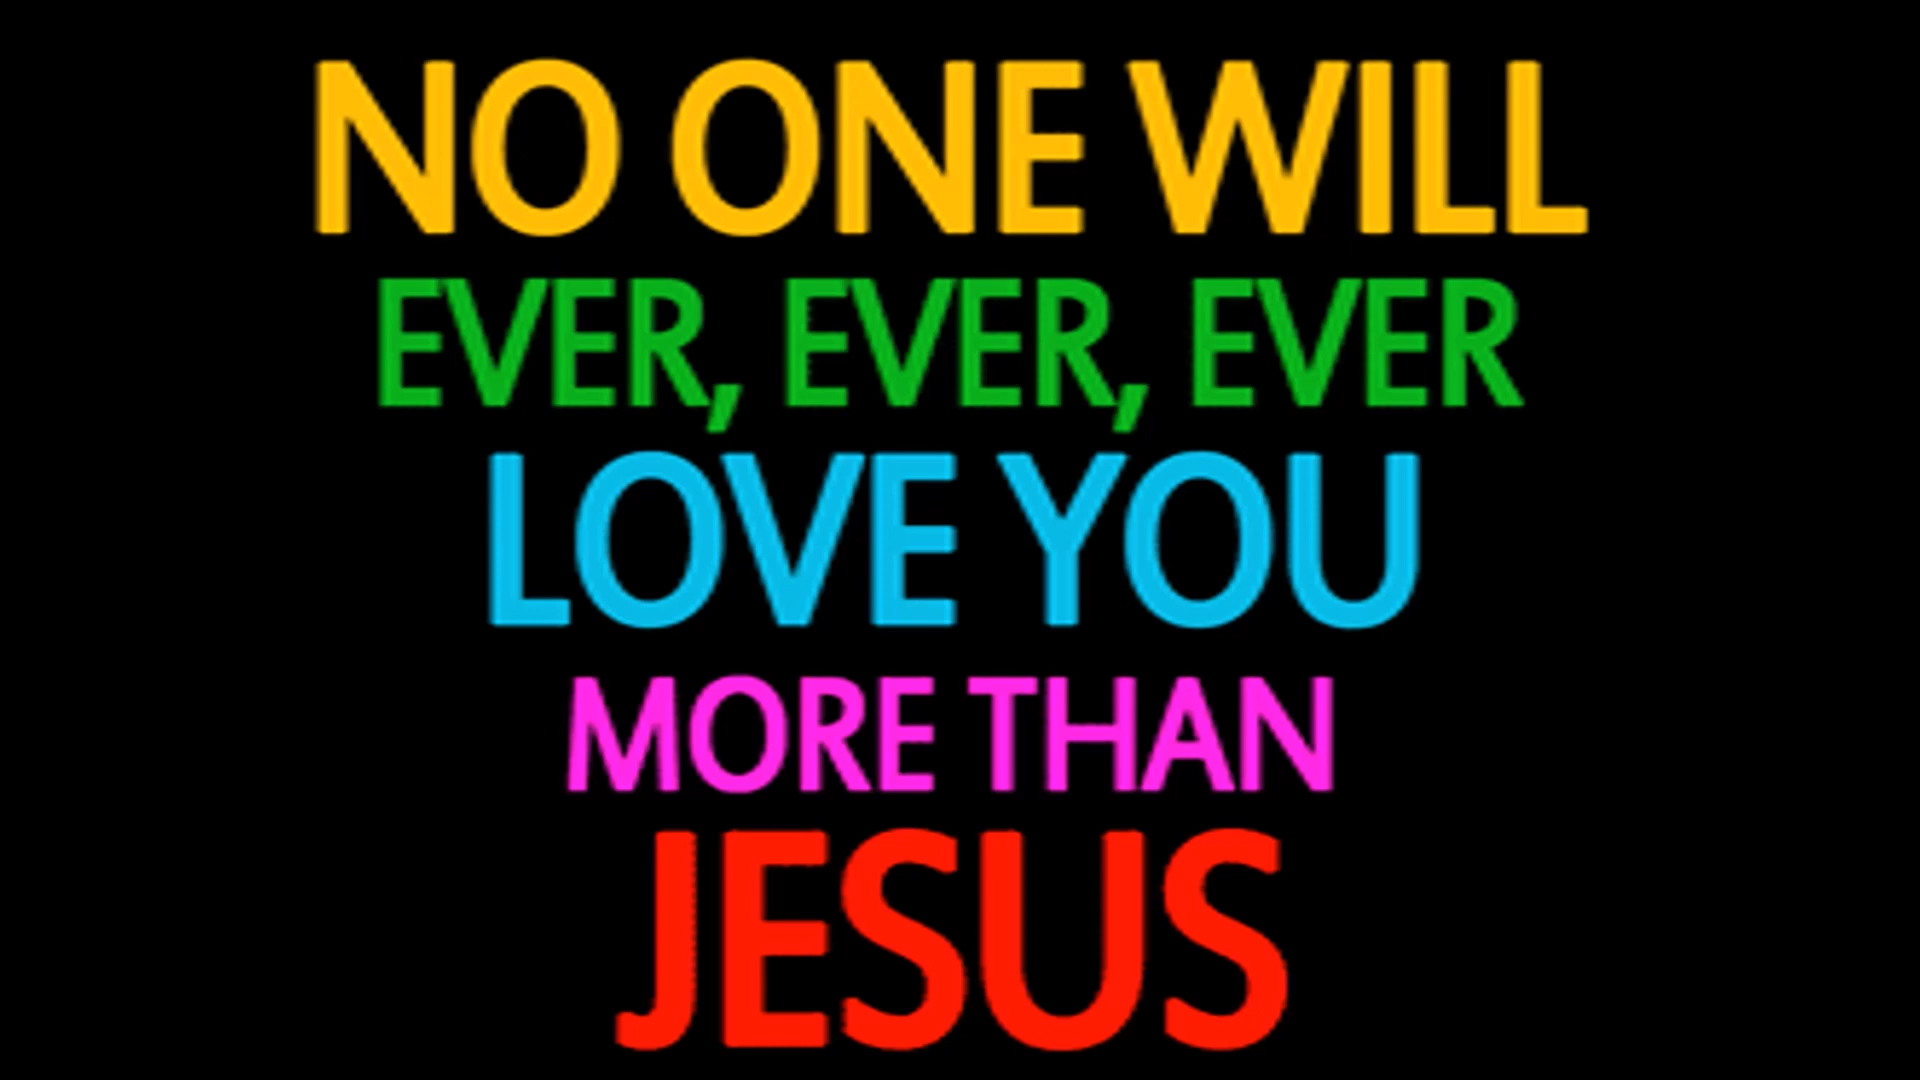 NO ONE WILL
EVER, EVER, EVER
LOVE YOU
MORE THAN
JESUS